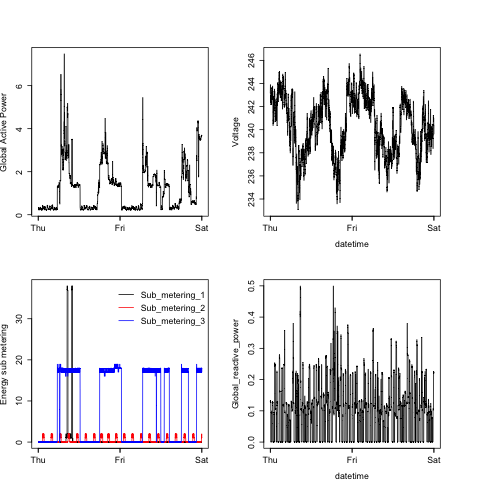 Global Active Power
0 2 4 6
Thu Fri Sat
Voltage
234 236 238 240 242 244 246
Thu Fri Sat
datetime
Energy sub metering
0 10 20 30
Sub_metering_1
Sub_metering_2
Sub_metering_3
Thu Fri Sat
Global_reactive_power
0.0 0.1 0.2 0.3 0.4 0.5
Thu Fri Sat
datetime